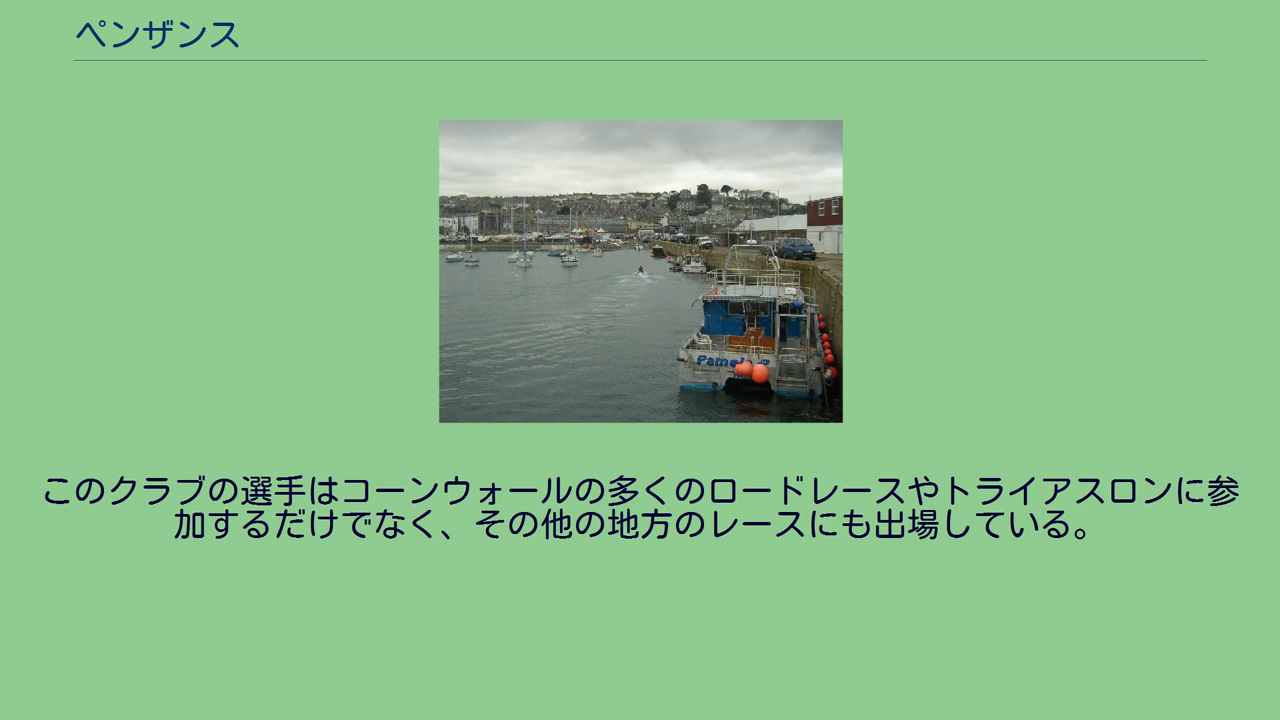 ペンザンス
このクラブの選手はコーンウォールの多くのロードレースやトライアスロンに参
加するだけでなく、その他の地方のレースにも出場している。